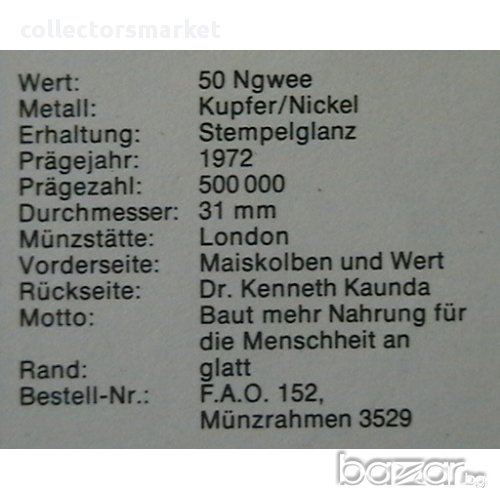 collectorsmarket
Wert: 50 Ngwee
Metall: Kupfer/Nickel
Erhaltung: Stempelglanz
Prägejahr: 1972
Prägezahl: 500 000
Durchmesser: 31 mm
Münzstätte: London
Vorderseite: Maiskolben und Wert
Rückseite: Dr. Kenneth Kaunda
Motto: Baut mehr Nahrung für
die Menschheit an
Rand: glatt
Bestell-Nr.: F.A.O. 152,
Münzrahmen 3529
bazar.bg